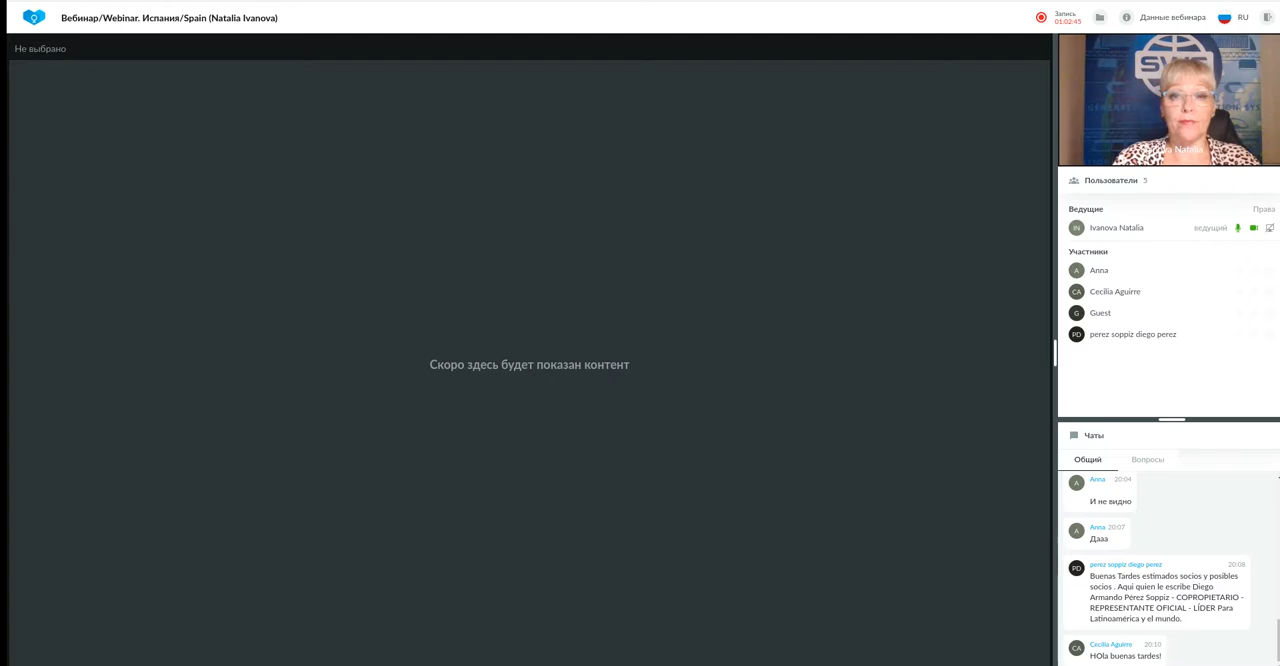 Вебинар/Webinar. Испания/Spain (Natalia Ivanova)
Запись
01:02:45
Данные вебинара
RU
Не выбрано
SWC
Скоро здесь будет показан контент
Пользователи 5
Ведущие Права
IN Ivanova Natalia ведущий
Участники
A Anna
CA Cecilia Aguirre
G Guest
PD perez soppiz diego perez
Чаты
Общий Вопросы
A Anna 20:04
И не видно
A Anna 20:07
Дааа
PD perez soppiz diego perez 20:08
Buenas Tardes estimados socios y posibles
socios . Aqui quien le escribe Diego
Armando Pérez Soppiz - COPROPIETARIO -
REPRESENTANTE OFICIAL - LÍDER Para
Latinoamérica y el mundo.
CA Cecilia Aguirre 20:10
HOla buenas tardes!